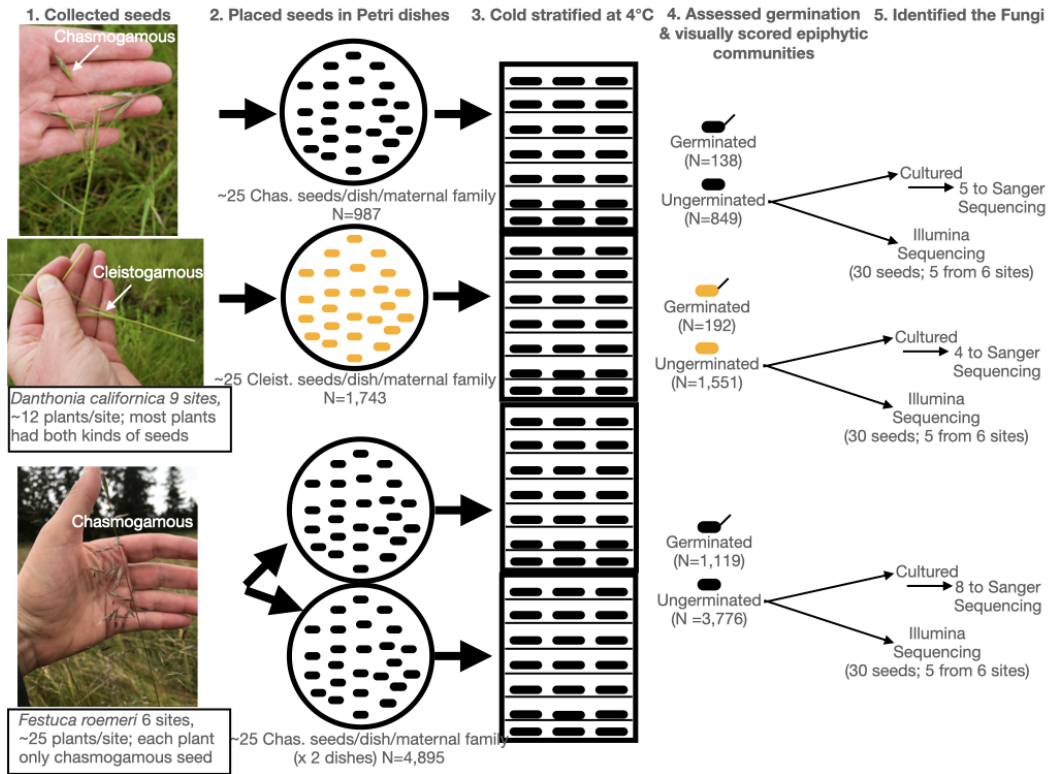 1. Collected seeds
2. Placed seeds in Petri dishes
3. Cold stratified at 4°C
4. Assessed germination
& visually scored epiphytic
communities
5. Identified the Fungi
Chasmogamous
~25 Chas. seeds/dish/maternal family
N=987
Germinated
(N=138)
Ungerminated
(N=849)
Cultured
5 to Sanger
Sequencing
Illumina
Sequencing
(30 seeds; 5 from 6 sites)
Cleistogamous
~25 Cleist. seeds/dish/maternal family
N=1,743
Germinated
(N=192)
Ungerminated
(N=1,551)
Cultured
4 to Sanger
Sequencing
Illumina
Sequencing
(30 seeds; 5 from 6 sites)
Danthonia californica 9 sites,
~12 plants/site; most plants
had both kinds of seeds
Chasmogamous
Germinated
(N=1,119)
Ungerminated
(N =3,776)
Cultured
8 to Sanger
Sequencing
Illumina
Sequencing
(30 seeds; 5 from 6 sites)
Festuca roemeri 6 sites,
~25 plants/site; each plant
only chasmogamous seed
~25 Chas. seeds/dish/maternal family
(x 2 dishes) N=4,895